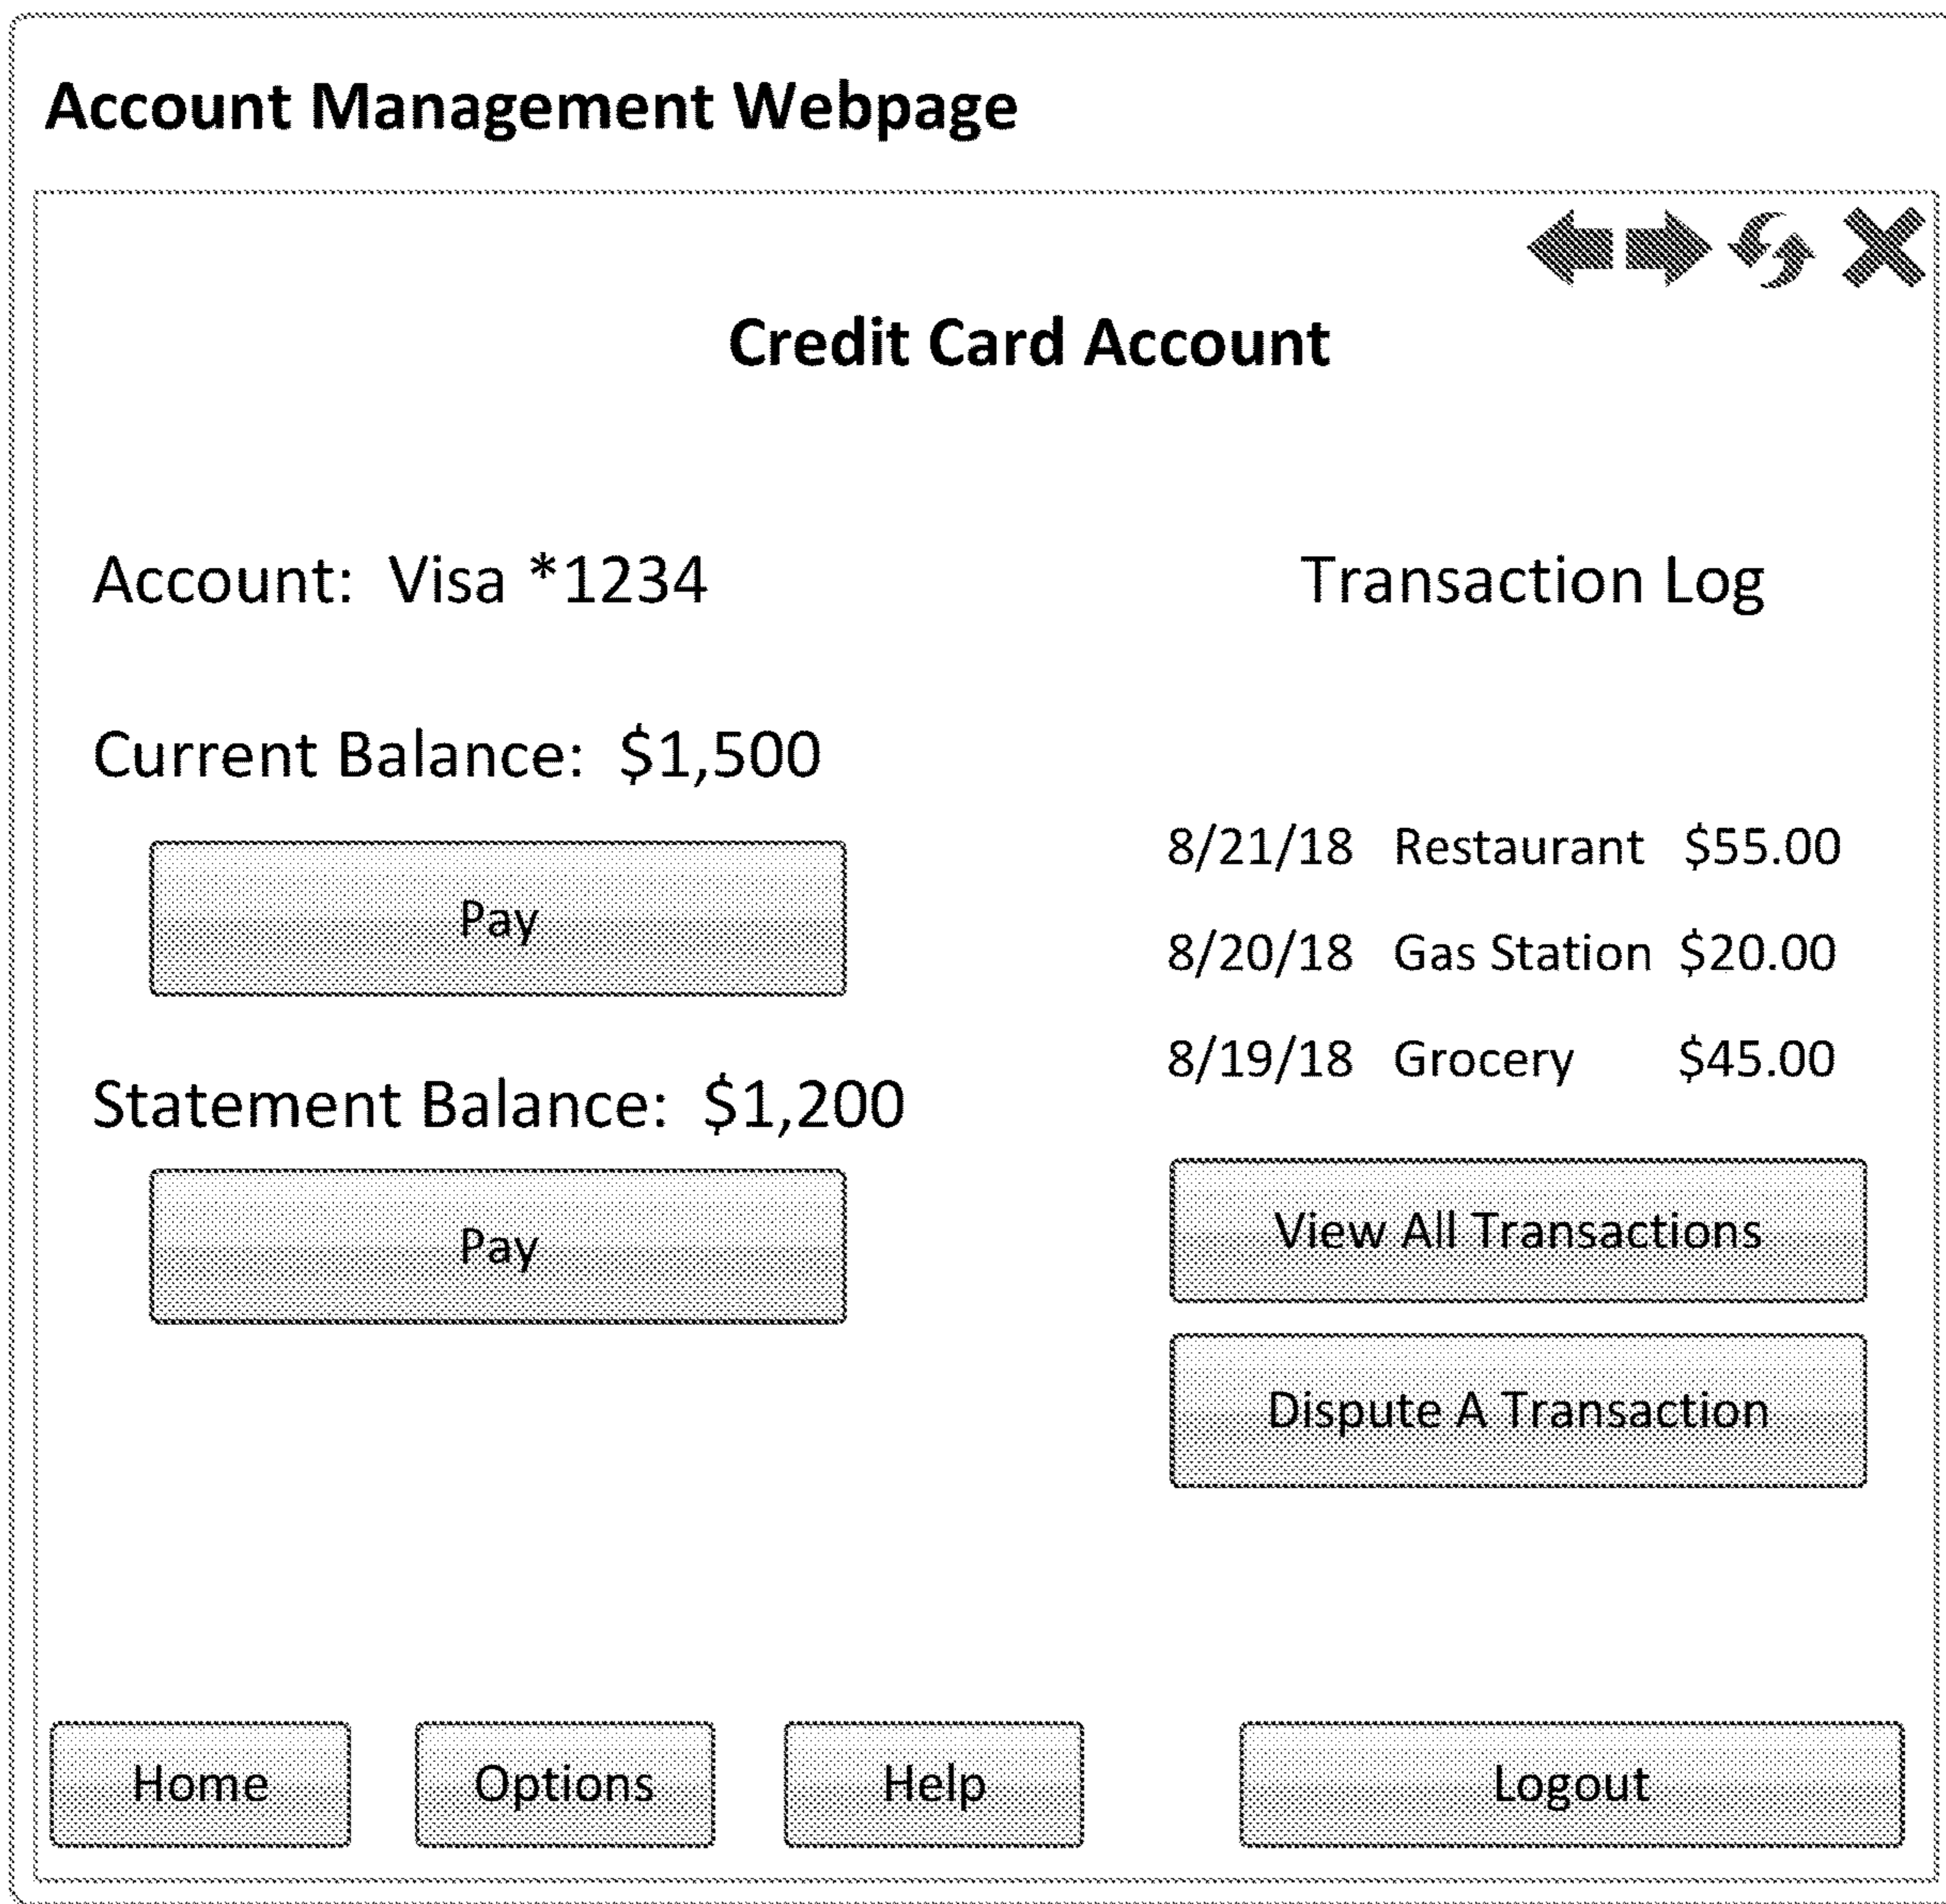 Account Management Webpage
Credit Card Account
Account: Visa *1234
Current Balance: $1,500
Pay
Statement Balance: $1,200
Pay
Transaction Log
8/21/18 Restaurant $55.00
8/20/18 Gas Station $20.00
8/19/18 Grocery $45.00
View All Transactions
Dispute A Transaction
Home Options Help Logout